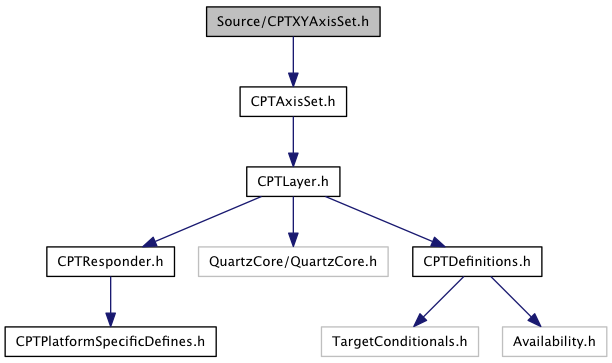 Source/CPTXYAxisSet.h
CPTAxisSet.h
CPTLayer.h
CPTResponder.h
QuartzCore/QuartzCore.h
CPTDefinitions.h
CPTPlatformSpecificDefines.h
TargetConditionals.h
Availability.h